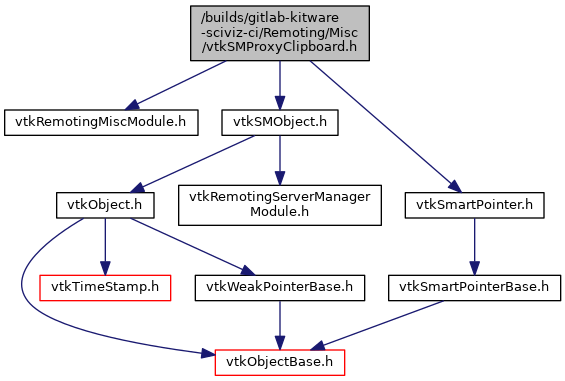 /builds/gitlab-kitware
-sciviz-ci/Remoting/Misc
/vtkSMProxyClipboard.h
vtkRemotingMiscModule.h
vtkSMObject.h
vtkObject.h
vtkRemotingServerManager
Module.h
vtkSmartPointer.h
vtkTimeStamp.h
vtkWeakPointerBase.h
vtkSmartPointerBase.h
vtkObjectBase.h